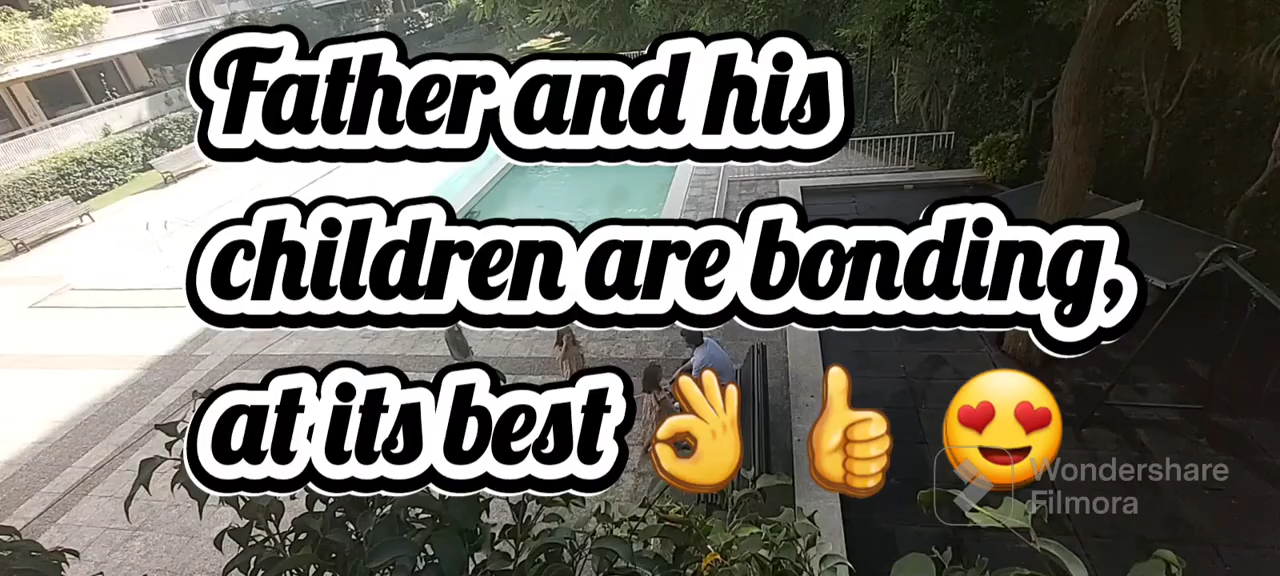 Father and his
children are bonding,
at its best 👌 👍 😍
Wondershare
Filmora